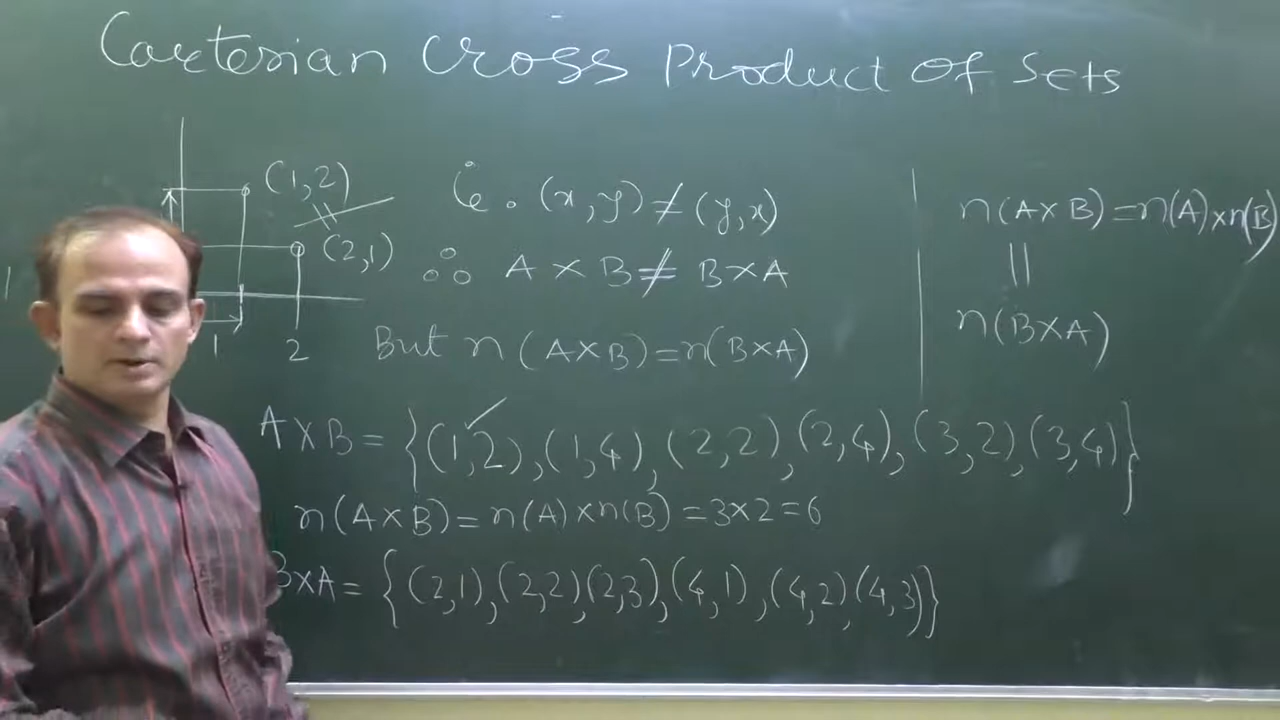 Carterian Cross Product Of Sets
(1,2)
(2,1)
1
2
(x,y)≠(y,x)
∴ A×B≠B×A
But n(A×B)=n(B×A)
n(A×B)=n(A)×n(B)
||
n(B×A)
A×B={(1,2),(1,4),(2,2),(2,4),(3,2),(3,4)}
n(A×B)=n(A)×n(B)=3×2=6
B×A={(2,1),(2,2)(2,3),(4,1),(4,2)(4,3)}